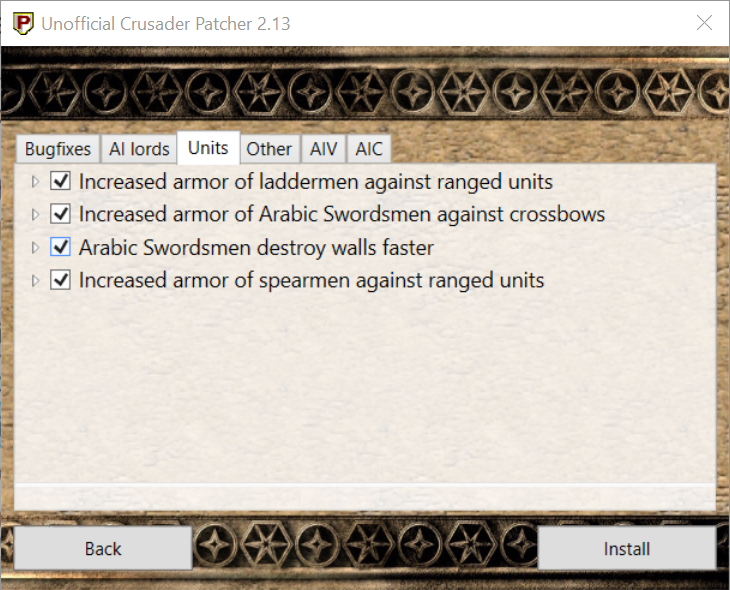 Unofficial Crusader Patcher 2.13
Bugfixes AI lords Units Other AIV AIC
Increased armor of laddermen against ranged units
Increased armor of Arabic Swordsmen against crossbows
Arabic Swordsmen destroy walls faster
Increased armor of spearmen against ranged units
Back Install